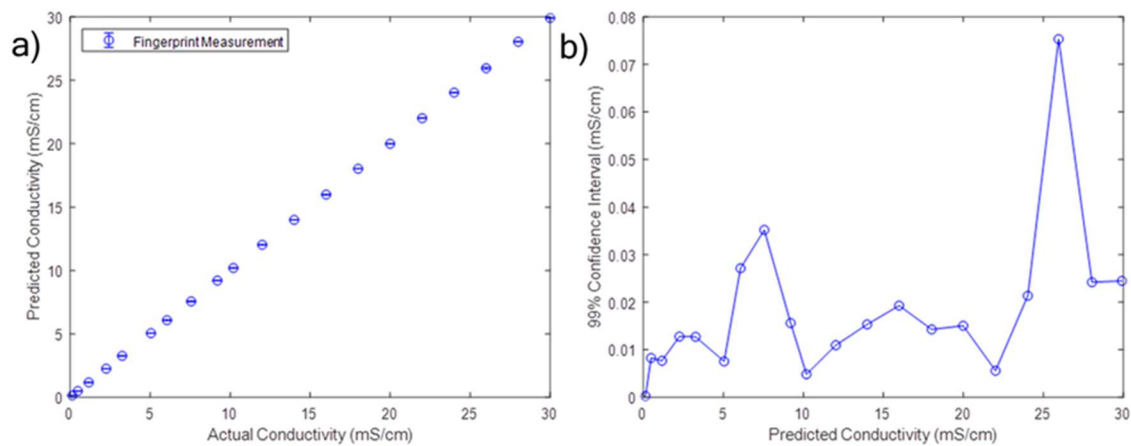 a)
Fingerprint Measurement
30
25
20
15
10
5
0
Predicted Conductivity (mS/cm)
0 5 10 15 20 25 30
Actual Conductivity (mS/cm)
b)
0.08
0.07
0.06
0.05
0.04
0.03
0.02
0.01
0
99% Confidence Interval (mS/cm)
0 5 10 15 20 25 30
Predicted Conductivity (mS/cm)